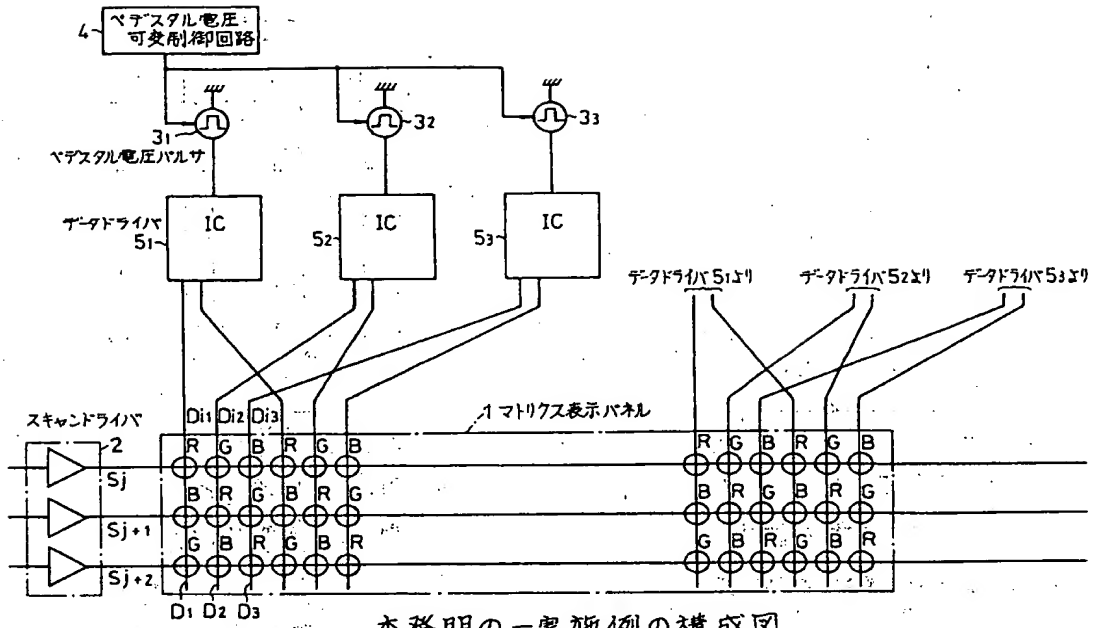 ペデスタル電圧
可変制御回路
4
31
32
33
ペデスタル電圧パルサ
データドライバ
51
IC
52
IC
53
IC
データドライバ51より
データドライバ52より
データドライバ53より
スキャンドライバ
2
Di1 Di2 Di3
1 マトリクス表示パネル
R G B R G B
R G B R G B
Sj
B R G B R G
B R G B R G
Sj+1
G B R G B R
G B R G B R
Sj+2
D1 D2 D3
本発明の一実施例の構成図